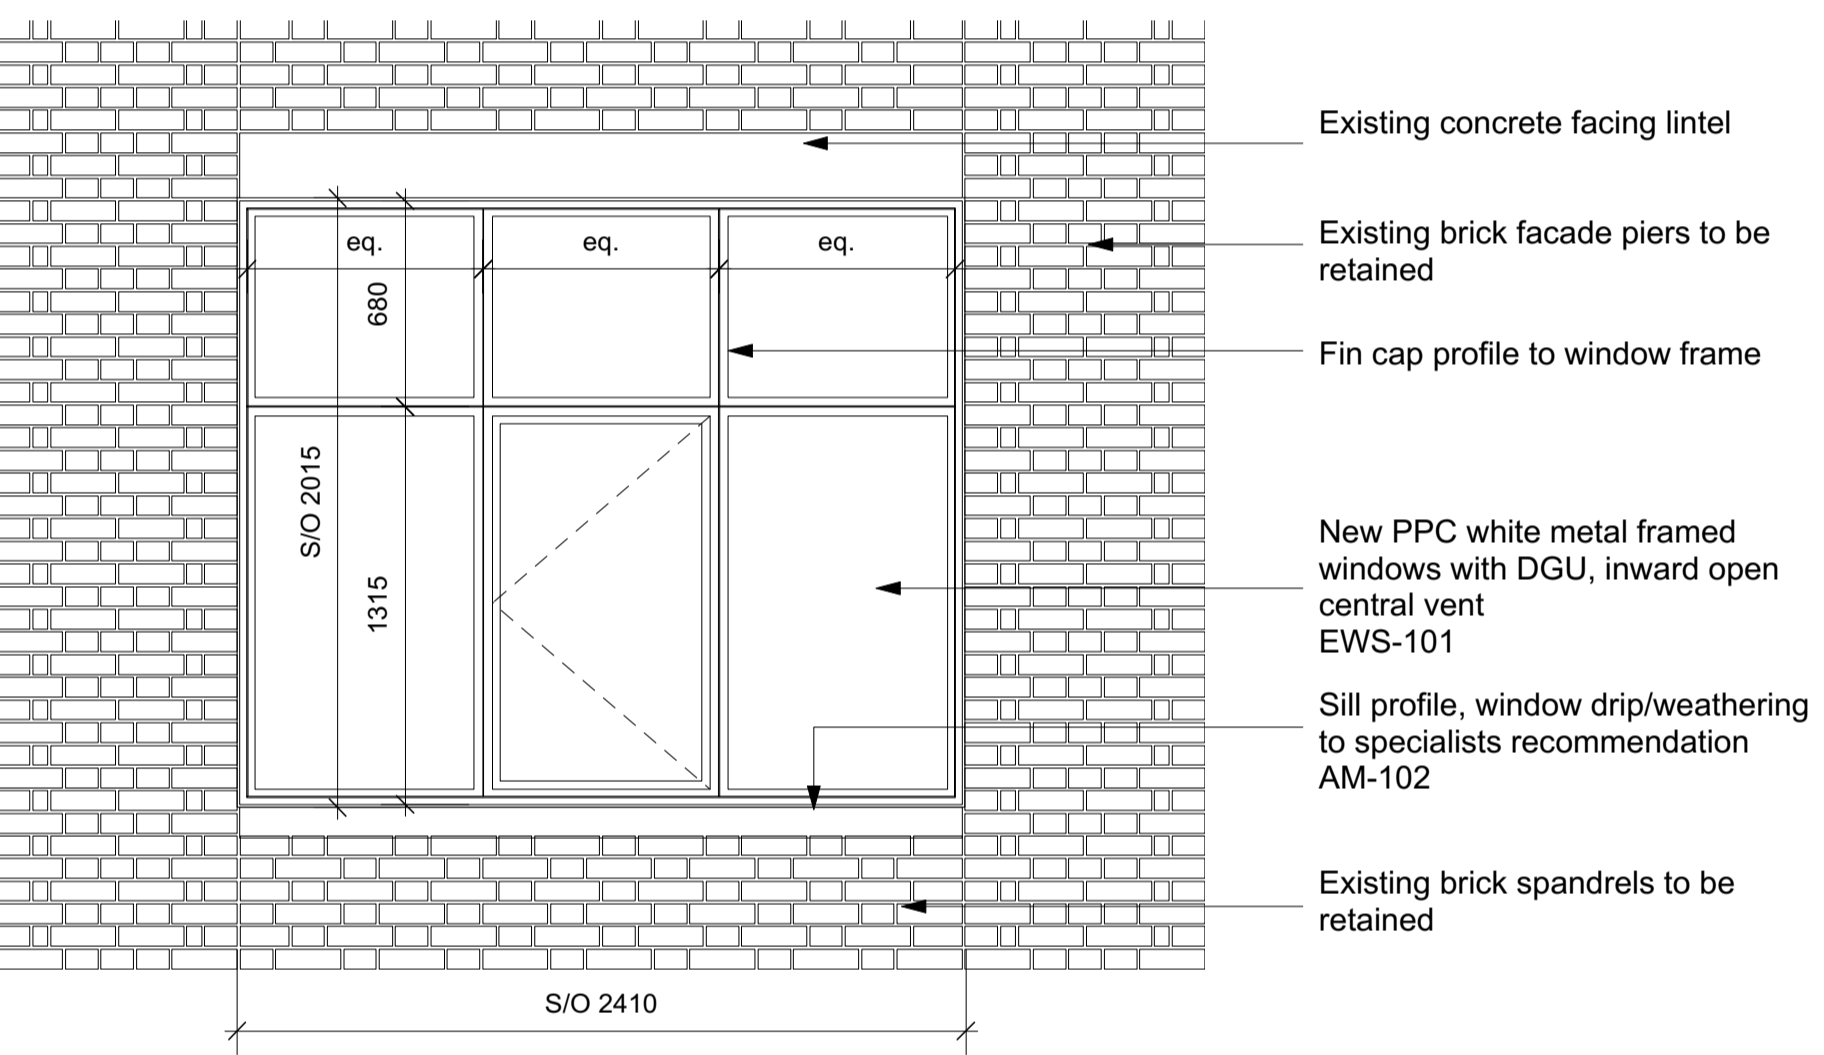 Existing concrete facing lintel
Existing brick facade piers to be
retained
eq.
eq.
eq.
680
Fin cap profile to window frame
S/O 2015
1315
New PPC white metal framed
windows with DGU, inward open
central vent
EWS-101
Sill profile, window drip/weathering
to specialists recommendation
AM-102
Existing brick spandrels to be
retained
S/O 2410